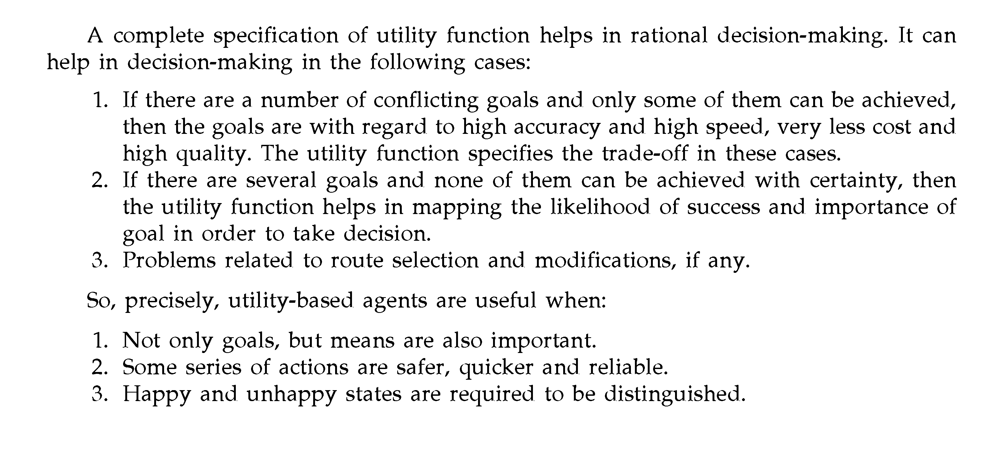 A complete specification of utility function helps in rational decision-making. It can
help in decision-making in the following cases:
1. If there are a number of conflicting goals and only some of them can be achieved,
then the goals are with regard to high accuracy and high speed, very less cost and
high quality. The utility function specifies the trade-off in these cases.
2. If there are several goals and none of them can be achieved with certainty, then
the utility function helps in mapping the likelihood of success and importance of
goal in order to take decision.
3. Problems related to route selection and modifications, if any.
So, precisely, utility-based agents are useful when:
1. Not only goals, but means are also important.
2. Some series of actions are safer, quicker and reliable.
3. Happy and unhappy states are required to be distinguished.